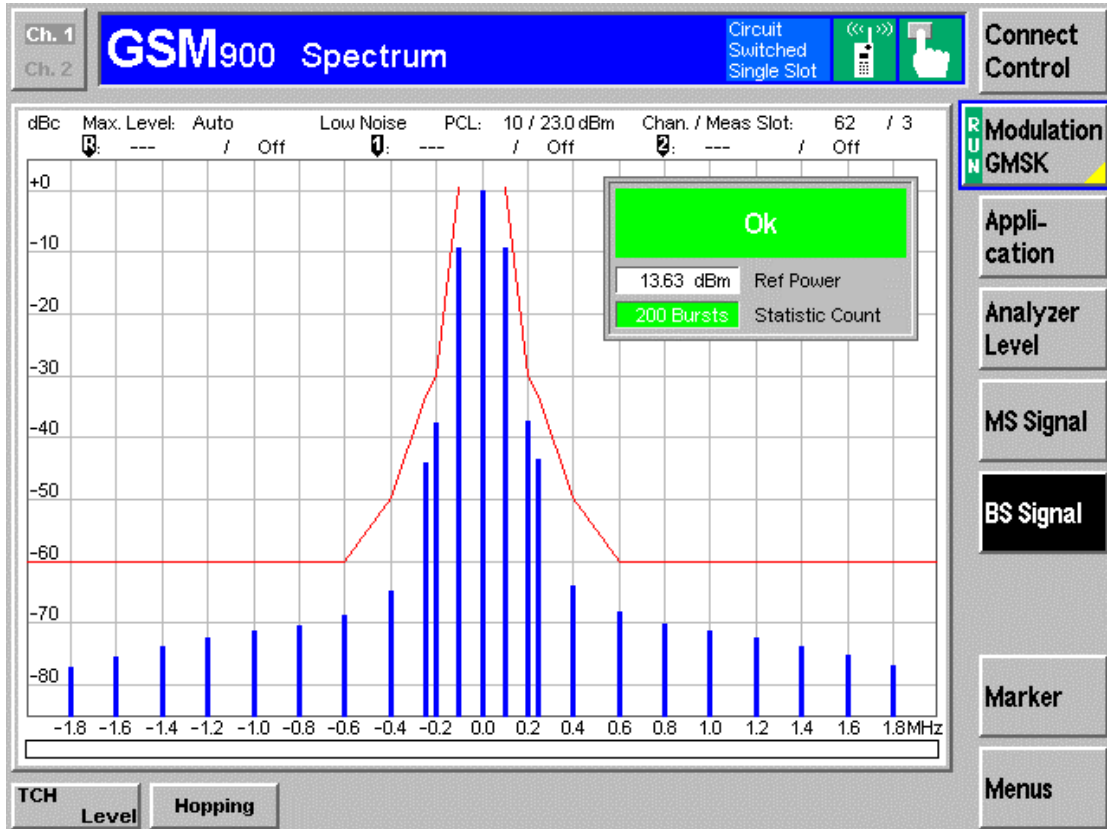 Ch. 1
Ch. 2
GSM900 Spectrum
Circuit
Switched
Single Slot
Connect
Control
dBc Max. Level: Auto Low Noise PCL: 10 / 23.0 dBm Chan. / Meas Slot: 62 / 3
R: --- / Off 1: --- / Off 2: --- / Off
RUN
Modulation
GMSK
+0
-10
-20
-30
-40
-50
-60
-70
-80
Ok
13.63 dBm Ref Power
200 Bursts Statistic Count
-1.8 -1.6 -1.4 -1.2 -1.0 -0.8 -0.6 -0.4 -0.2 0.0 0.2 0.4 0.6 0.8 1.0 1.2 1.4 1.6 1.8MHz
Appli-
cation
Analyzer
Level
MS Signal
BS Signal
Marker
Menus
TCH
Level
Hopping